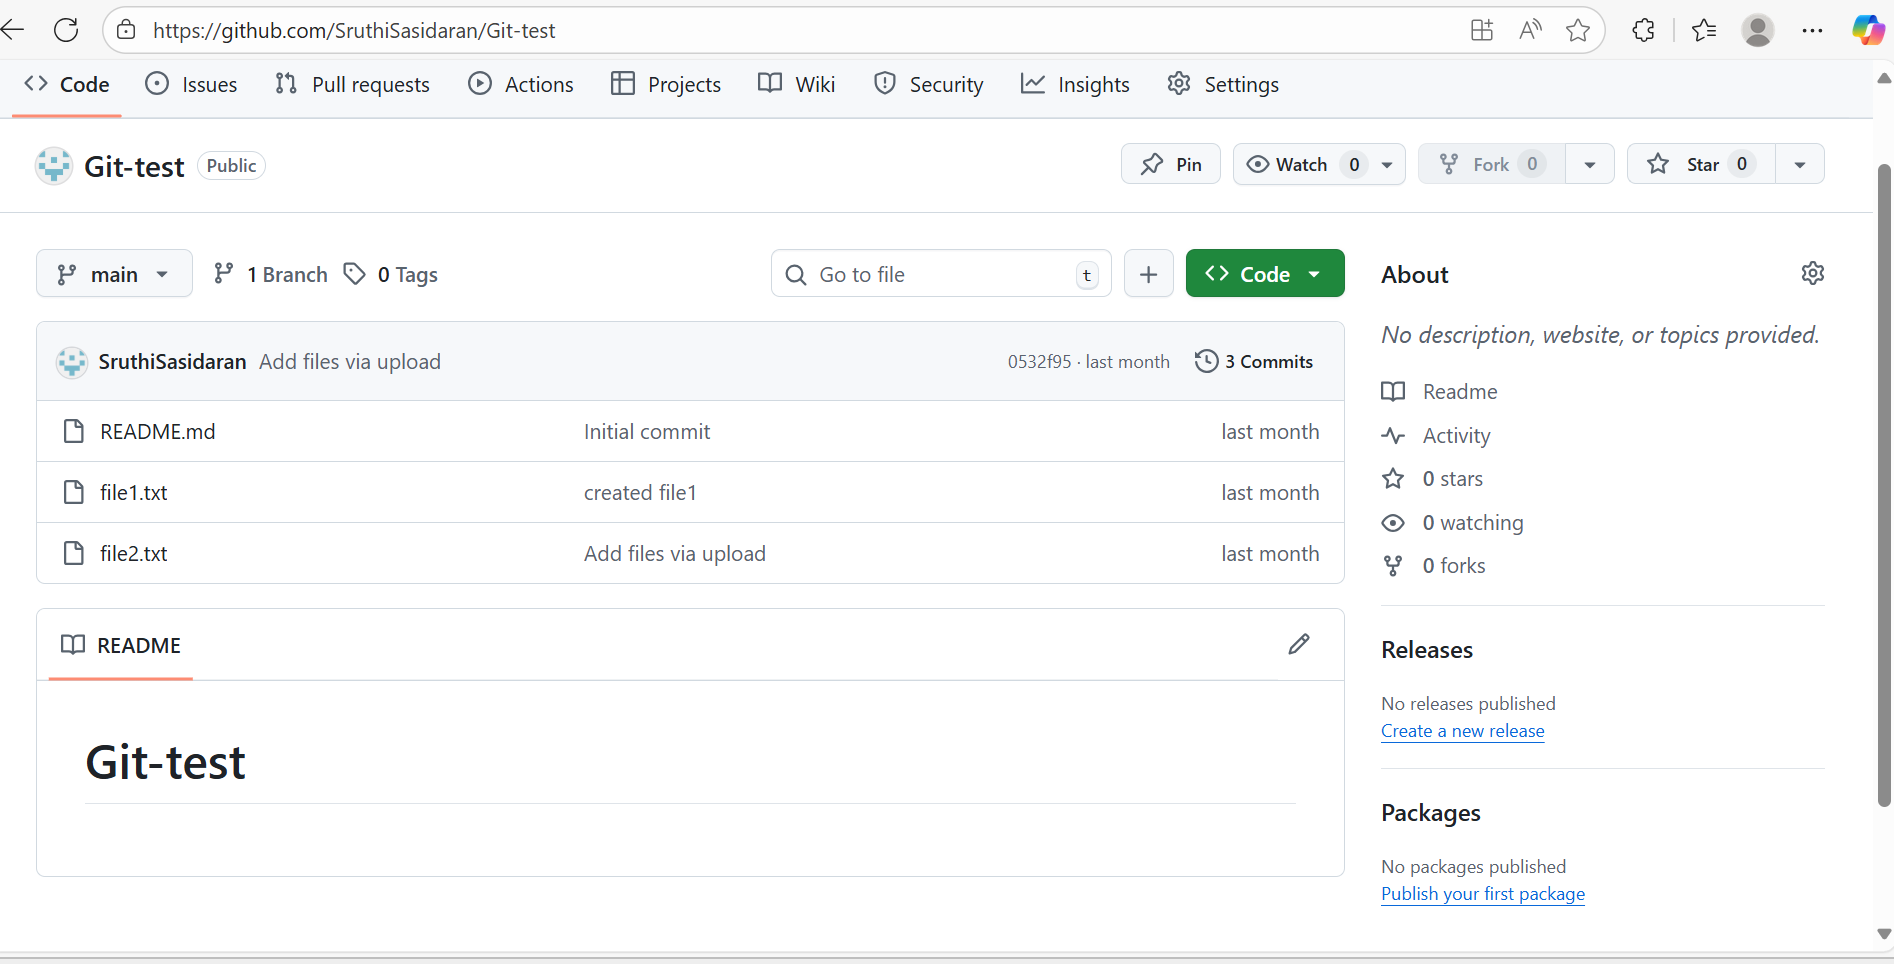 https://github.com/SruthiSasidaran/Git-test
Code Issues Pull requests Actions Projects Wiki Security Insights Settings
Git-test Public Pin Watch 0 Fork 0 Star 0
main 1 Branch 0 Tags Go to file t Code
SruthiSasidaran Add files via upload 0532f95 · last month 3 Commits
README.md Initial commit last month
file1.txt created file1 last month
file2.txt Add files via upload last month
README
Git-test
About
No description, website, or topics provided.
Readme
Activity
0 stars
0 watching
0 forks
Releases
No releases published
Create a new release
Packages
No packages published
Publish your first package